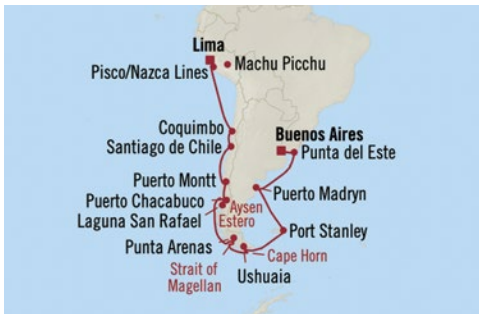 Lima
Machu Picchu
Pisco/Nazca Lines
Coquimbo
Santiago de Chile
Buenos Aires
Punta del Este
Puerto Montt
Puerto Madryn
Puerto Chacabuco
Aysen
Laguna San Rafael
Estero
Port Stanley
Punta Arenas
Cape Horn
Strait of
Magellan
Ushuaia